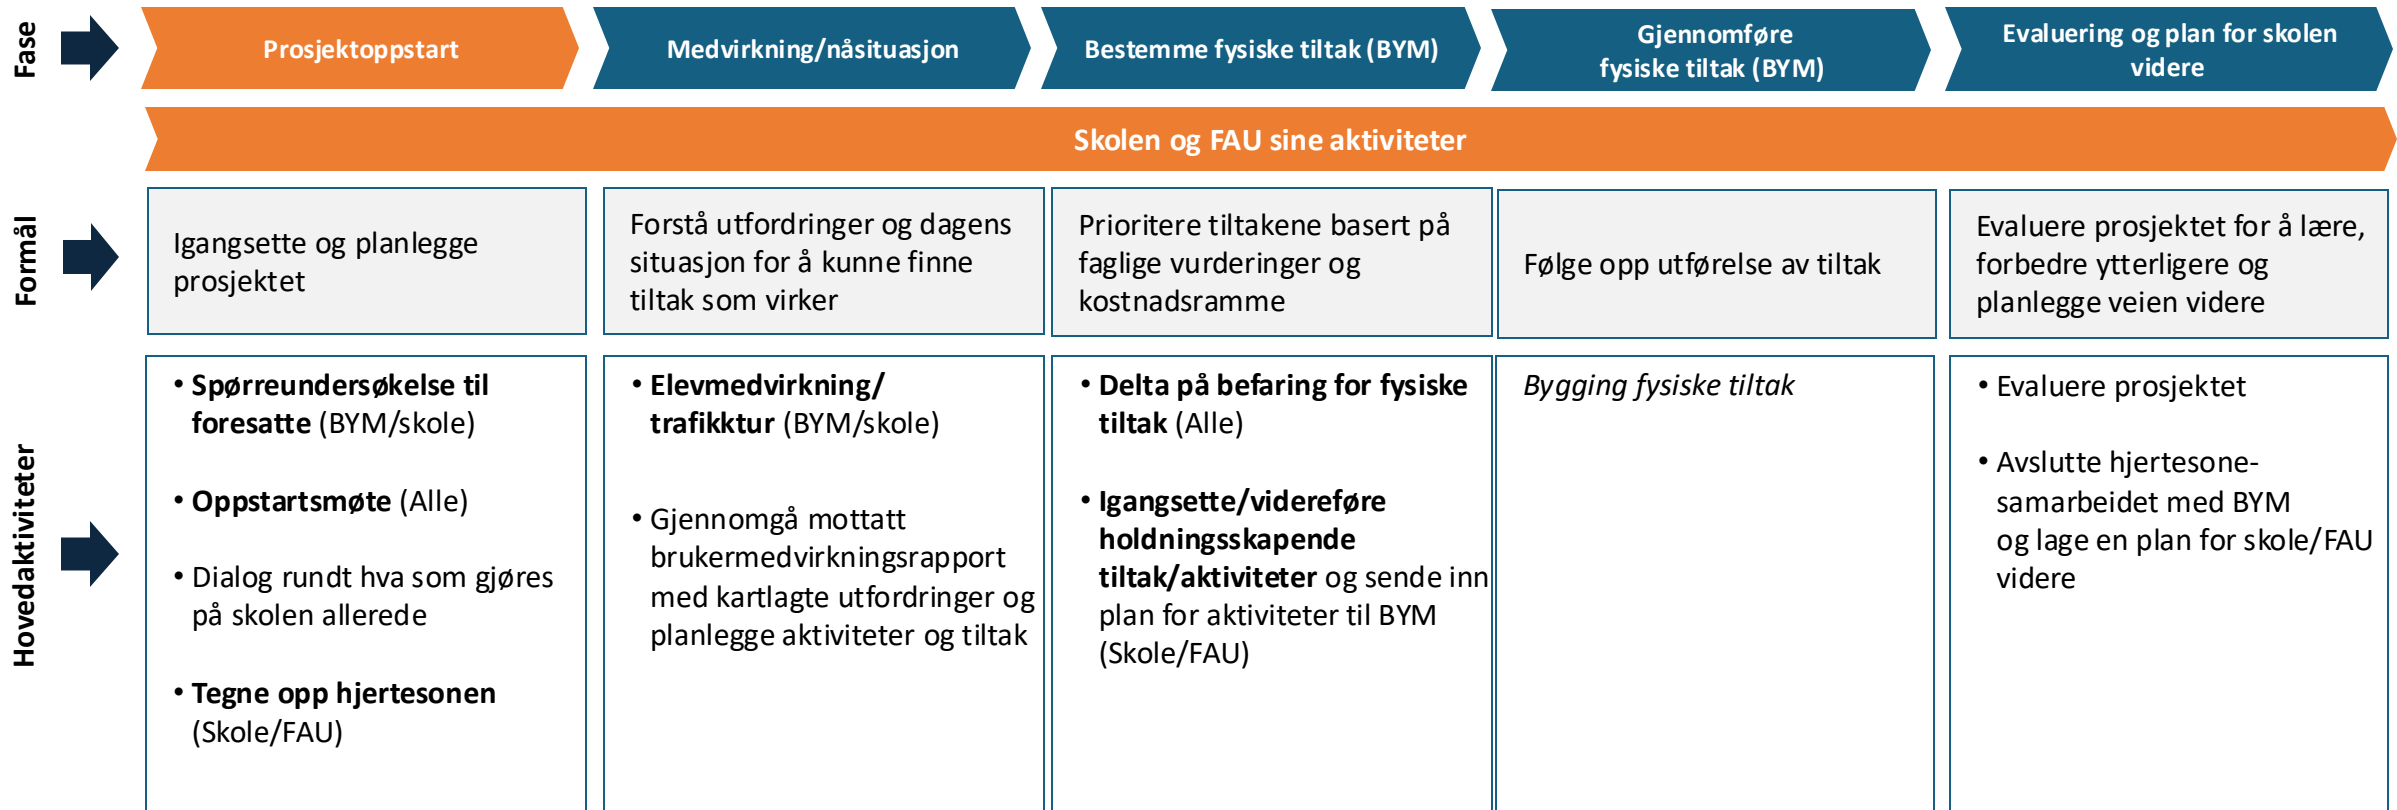 Fase
Prosjektoppstart
Medvirkning/nåsituasjon
Bestemme fysiske tiltak (BYM)
Gjennomføre
fysiske tiltak (BYM)
Evaluering og plan for skolen
videre
Skolen og FAU sine aktiviteter
Formål
Igangsette og planlegge
prosjektet
Forstå utfordringer og dagens
situasjon for å kunne finne
tiltak som virker
Prioritere tiltakene basert på
faglige vurderinger og
kostnadsramme
Følge opp utførelse av tiltak
Evaluere prosjektet for å lære,
forbedre ytterligere og
planlegge veien videre
Hovedaktiviteter
• Spørreundersøkelse til
foresatte (BYM/skole)
• Oppstartsmøte (Alle)
• Dialog rundt hva som gjøres
på skolen allerede
• Tegne opp hjertesonen
(Skole/FAU)
• Elevmedvirkning/
trafikktur (BYM/skole)
• Gjennomgå mottatt
brukermedvirkningsrapport
med kartlagte utfordringer og
planlegge aktiviteter og tiltak
• Delta på befaring for fysiske
tiltak (Alle)
• Igangsette/videreføre
holdningsskapende
tiltak/aktiviteter og sende inn
plan for aktiviteter til BYM
(Skole/FAU)
Bygging fysiske tiltak
• Evaluere prosjektet
• Avslutte hjertesone-
samarbeidet med BYM
og lage en plan for skole/FAU
videre